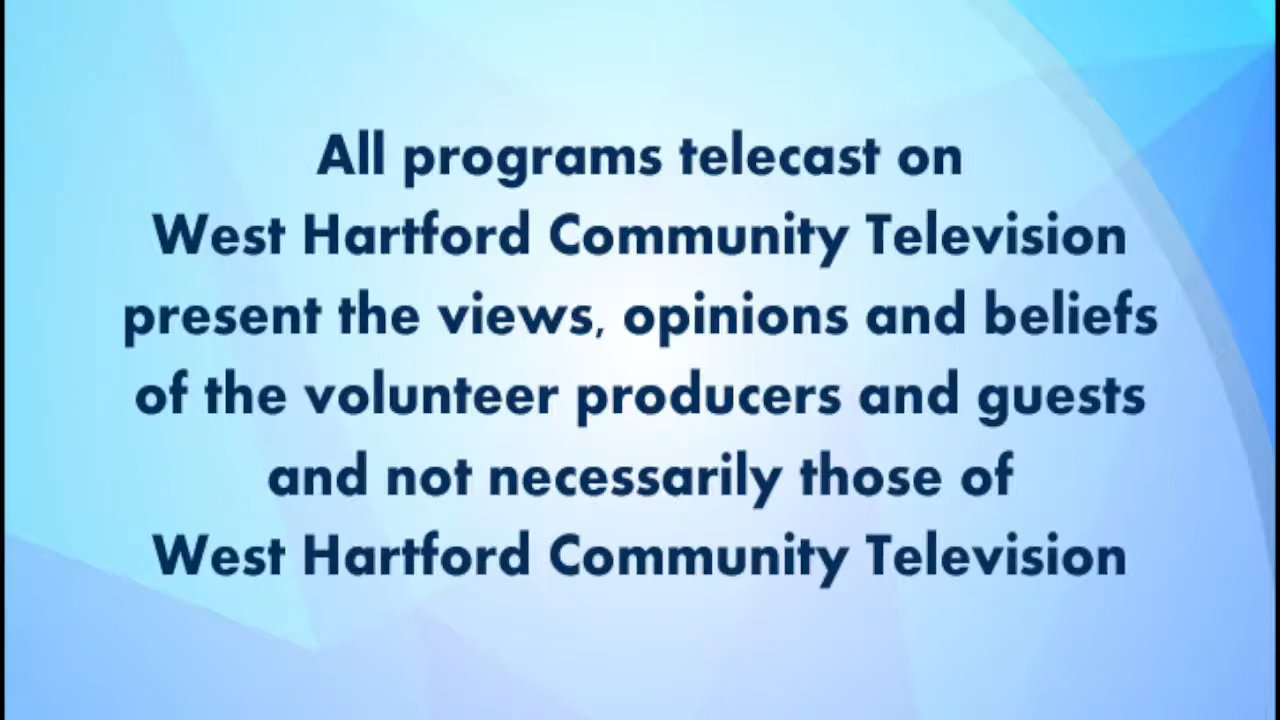 All programs telecast on
West Hartford Community Television
present the views, opinions and beliefs
of the volunteer producers and guests
and not necessarily those of
West Hartford Community Television